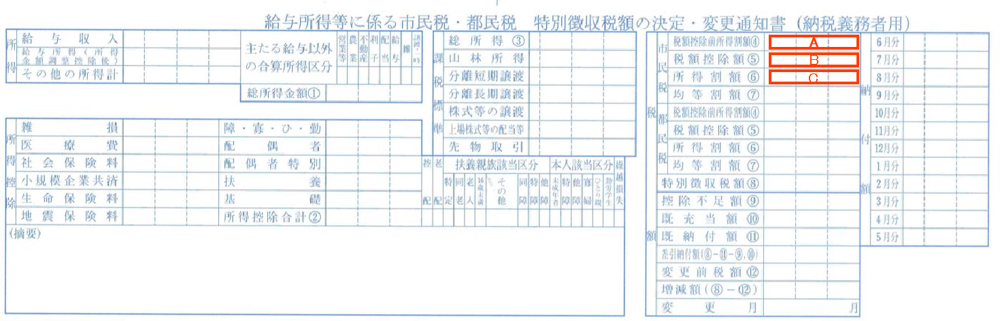 給与所得等に係る市民税・都民税 特別徴収税額の決定・変更通知書(納税義務者用)
所得
給与収入
給与所得(所得金額調整控除後)
その他の所得計
主たる給与以外の合算所得区分
営業等
農業
不動産
利子
配当
給与
雑
譲渡・一時
総所得金額①
課税標準
総所得③
山林所得
分離短期譲渡
分離長期譲渡
株式等の譲渡
上場株式等の配当等
先物取引
所得控除
雑損
医療費
社会保険料
小規模企業共済
生命保険料
地震保険料
障・寡・ひ・勤
配偶者
配偶者特別
扶養
基礎
所得控除合計②
控配
老配
扶養親族該当区分
特定
同老
老人
16歳未満
その他
同障
特障
他障
本人該当区分
未成年者
特障
他障
寡婦
ひとり親
勤労学生
繰越損失
(摘要)
税額
市民税
税額控除前所得割額④
A
税額控除額⑤
B
所得割額⑥
C
均等割額⑦
都民税
税額控除前所得割額④
税額控除額⑤
所得割額⑥
均等割額⑦
特別徴収税額⑧
控除不足額⑨
既充当額⑩
既納付額⑪
差引納付額(⑧-⑪-⑨,⑩)
変更前税額⑫
増減額(⑧-⑫)
変更月
月
納付額
6月分
7月分
8月分
9月分
10月分
11月分
12月分
1月分
2月分
3月分
4月分
5月分